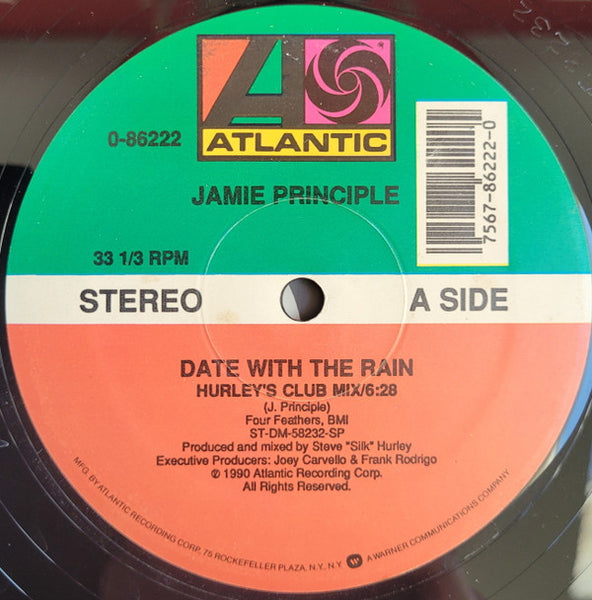 ATLANTIC
0-86222
JAMIE PRINCIPLE
7567-86222-0
33 1/3 RPM
STEREO
A SIDE
DATE WITH THE RAIN
HURLEY'S CLUB MIX/6:28
(J. Principle)
Four Feathers, BMI
ST-DM-58232-SP
Produced and mixed by Steve "Silk" Hurley
Executive Producers: Joey Carvello & Frank Rodrigo
℗ 1990 Atlantic Recording Corp.
All Rights Reserved.
MFG. BY ATLANTIC RECORDING CORP., 75 ROCKEFELLER PLAZA, N.Y., N.Y. A WARNER COMMUNICATIONS COMPANY